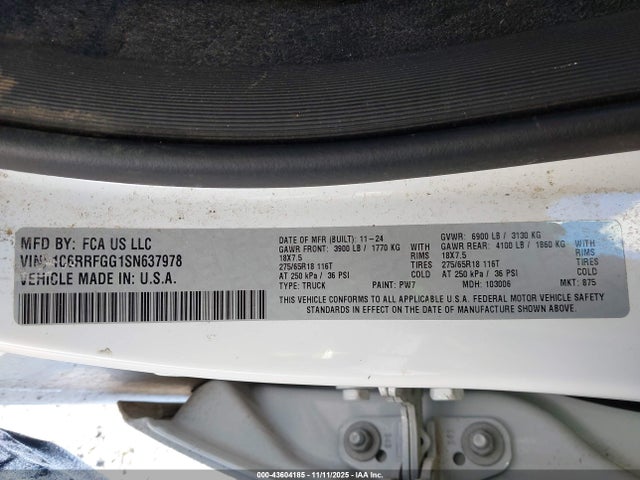 MFD BY: FCA US LLC
VIN: 1C6RRFGG1SN637978
VEHICLE MADE IN: U.S.A.
DATE OF MFR (BUILT): 11-24
GAWR FRONT: 3900 LB / 1770 KG
18X7.5 RIMS
275/65R18 116T TIRES
AT 250 kPa / 36 PSI COLD
TYPE: TRUCK PAINT: PW7
GVWR: 6900 LB / 3130 KG
GAWR REAR: 4100 LB / 1860 KG
18X7.5 RIMS
275/65R18 116T TIRES
AT 250 kPa / 36 PSI COLD
MDH: 103006 MKT: 875
THIS VEHICLE CONFORMS TO ALL APPLICABLE U.S.A. FEDERAL MOTOR VEHICLE SAFETY
STANDARDS IN EFFECT ON THE DATE OF MANUFACTURE SHOWN ABOVE.
000-43604185 - 11/11/2025 - IAA Inc.